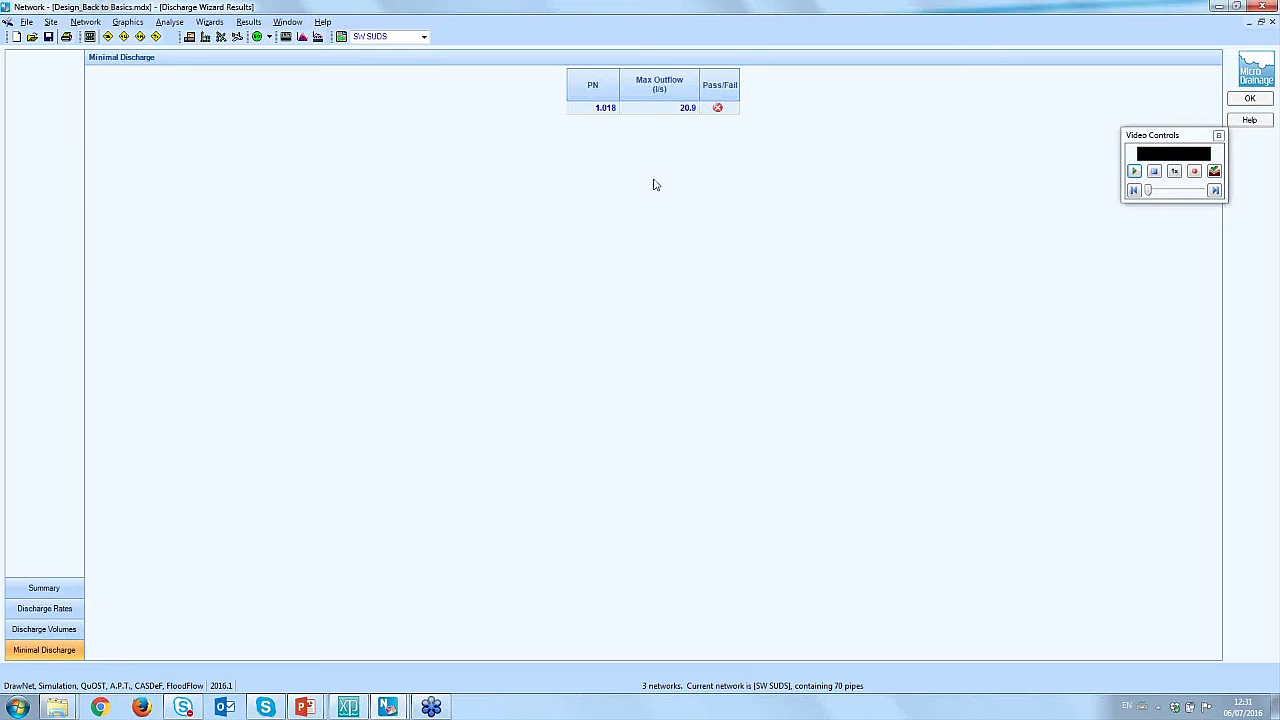 Network - [Design_Back to Basics.mdx] - [Discharge Wizard Results]
File Site Network Graphics Analyse Wizards Results Window Help
SW SUDS
Minimal Discharge
PN Max Outflow (l/s) Pass/Fail
1.018 20.9
Micro Drainage
OK
Help
Video Controls
1x
Summary
Discharge Rates
Discharge Volumes
Minimal Discharge
DrawNet, Simulation, QuOST, A.P.T., CASDeF, FloodFlow 2016.1
3 networks. Current network is [SW SUDS], containing 70 pipes
EN
12:31
06/07/2016